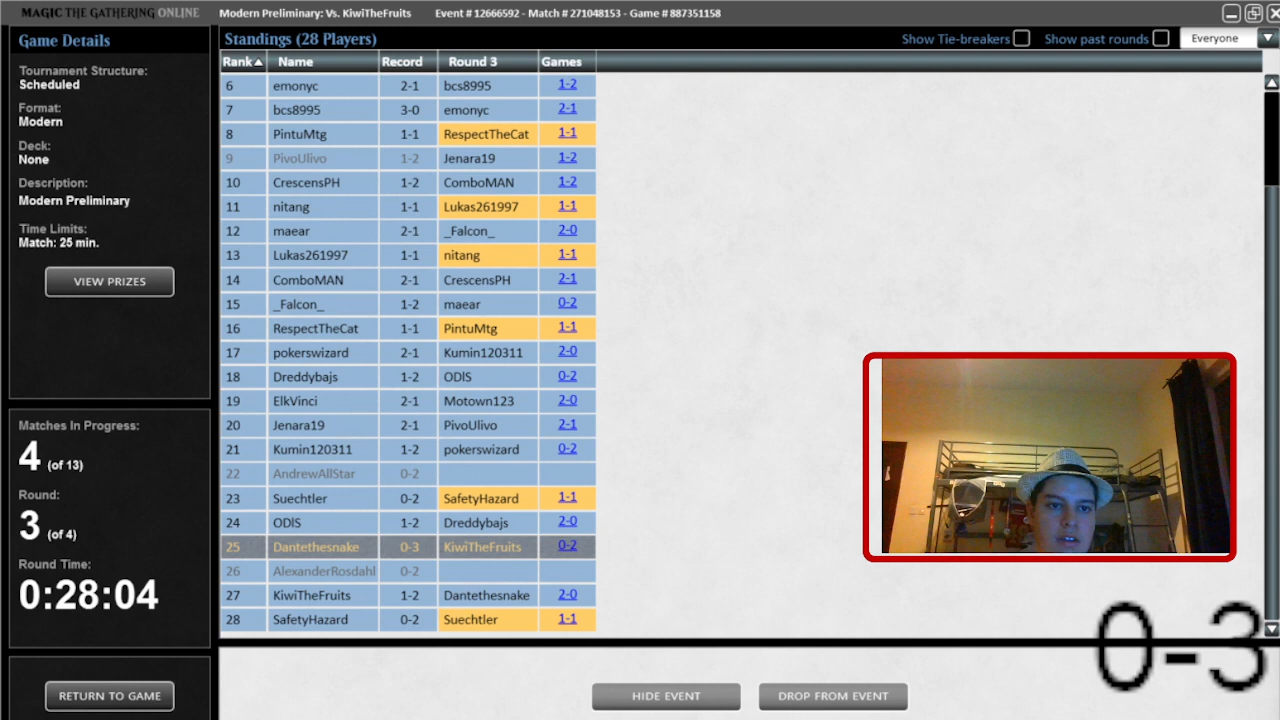 MAGIC THE GATHERING ONLINE
Modern Preliminary: Vs. KiwiTheFruits Event # 12666592 - Match # 271048153 - Game # 887351158
Game Details
Tournament Structure:
Scheduled
Format:
Modern
Deck:
None
Description:
Modern Preliminary
Time Limits:
Match: 25 min.
VIEW PRIZES
Matches In Progress:
4 (of 13)
Round:
3 (of 4)
Round Time:
0:28:04
RETURN TO GAME
Standings (28 Players)
Show Tie-breakers Show past rounds Everyone
Rank Name Record Round 3 Games
6 emonyc 2-1 bcs8995 1-2
7 bcs8995 3-0 emonyc 2-1
8 PintuMtg 1-1 RespectTheCat 1-1
9 PivoUlivo 1-2 Jenara19 1-2
10 CrescensPH 1-2 ComboMAN 1-2
11 nitang 1-1 Lukas261997 1-1
12 maear 2-1 _Falcon_ 2-0
13 Lukas261997 1-1 nitang 1-1
14 ComboMAN 2-1 CrescensPH 2-1
15 _Falcon_ 1-2 maear 0-2
16 RespectTheCat 1-1 PintuMtg 1-1
17 pokerswizard 2-1 Kumin120311 2-0
18 Dreddybajs 1-2 ODlS 0-2
19 ElkVinci 2-1 Motown123 2-0
20 Jenara19 2-1 PivoUlivo 2-1
21 Kumin120311 1-2 pokerswizard 0-2
22 AndrewAllStar 0-2
23 Suechtler 0-2 SafetyHazard 1-1
24 ODlS 1-2 Dreddybajs 2-0
25 Dantethesnake 0-3 KiwiTheFruits 0-2
26 AlexanderRosdahl 0-2
27 KiwiTheFruits 1-2 Dantethesnake 2-0
28 SafetyHazard 0-2 Suechtler 1-1
0-3
HIDE EVENT DROP FROM EVENT